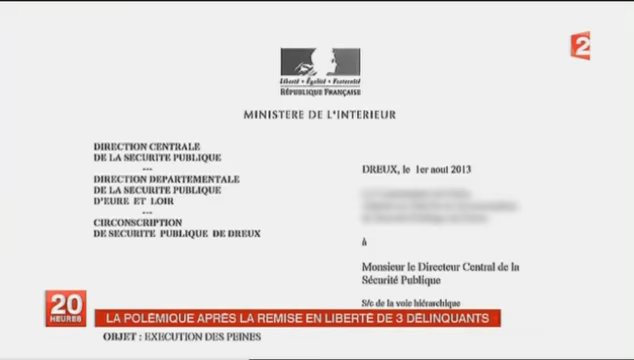 2
Liberté • Égalité • Fraternité
RÉPUBLIQUE FRANÇAISE
MINISTERE DE L'INTERIEUR
DIRECTION CENTRALE
DE LA SECURITE PUBLIQUE
---
DIRECTION DEPARTEMENTALE
DE LA SECURITE PUBLIQUE
D'EURE ET LOIR
---
CIRCONSCRIPTION
DE SECURITE PUBLIQUE DE DREUX
DREUX, le 1er aout 2013
à
Monsieur le Directeur Central de la
Sécurité Publique
S/c de la voie hiérarchique
20
HEURES
LA POLÉMIQUE APRÈS LA REMISE EN LIBERTÉ DE 3 DÉLINQUANTS
OBJET : EXECUTION DES PEINES